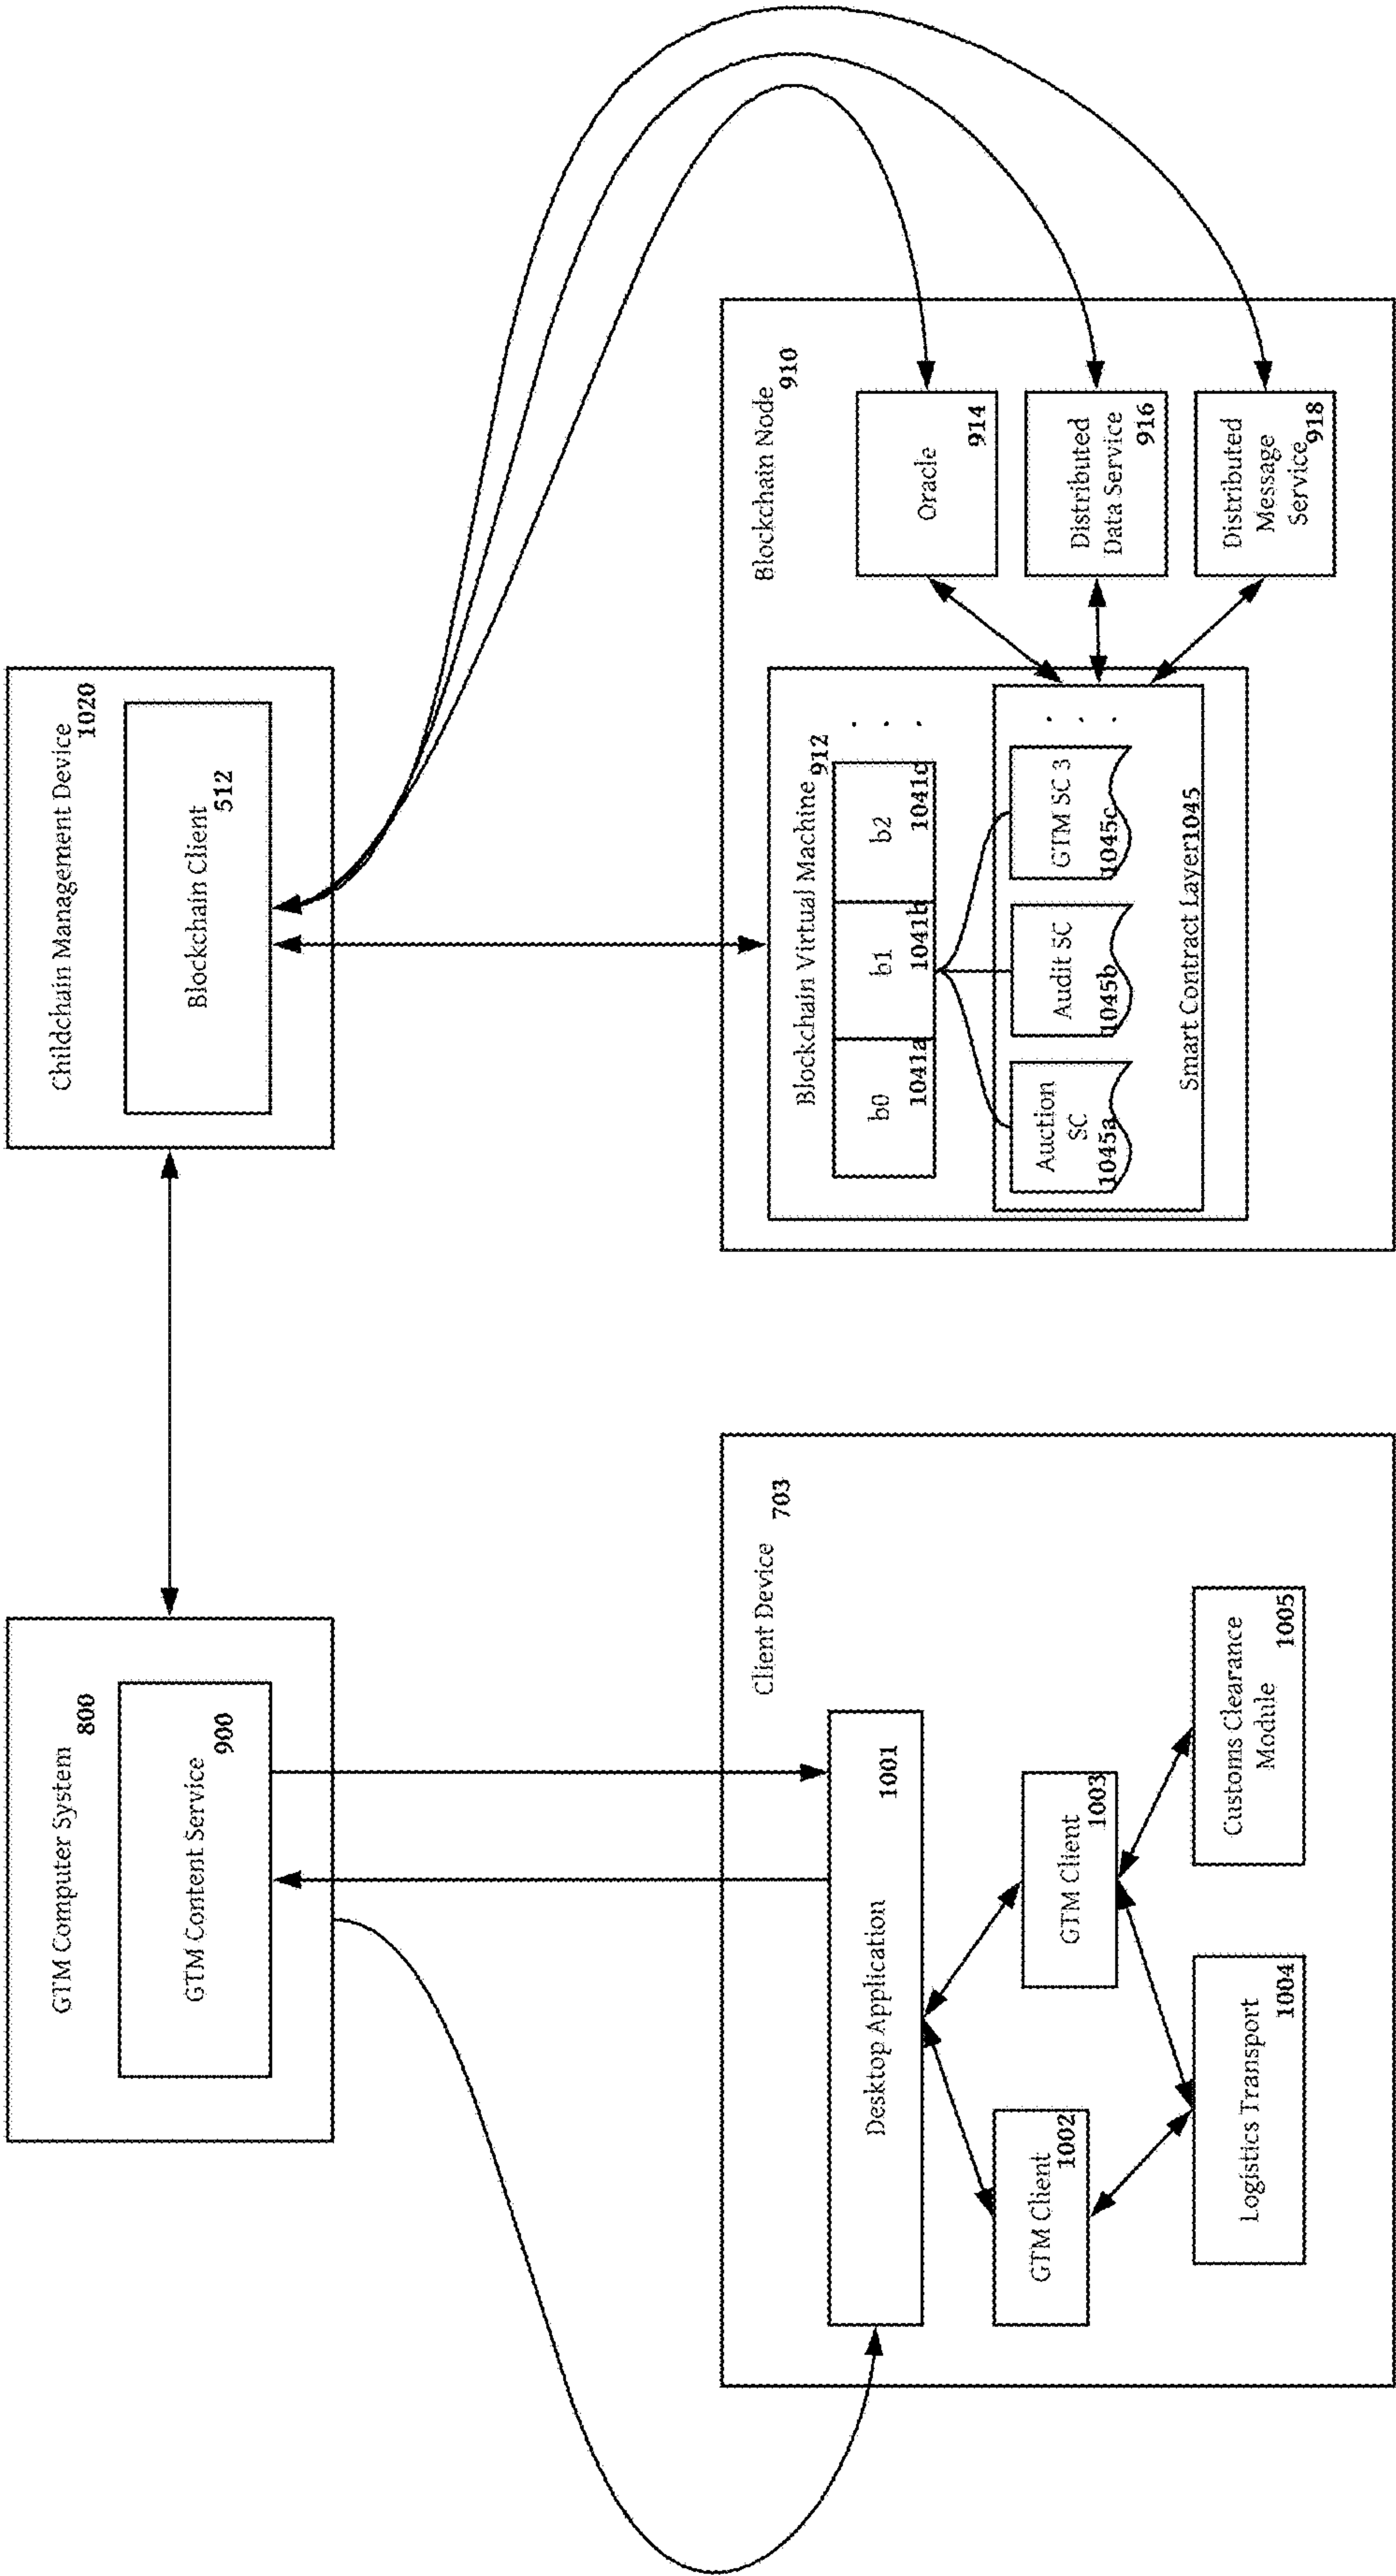 GTM Computer System
800
GTM Content Service
900
Childchain Management Device
1020
Blockchain Client
512
Client Device
703
Desktop Application
1001
GTM Client
1002
GTM Client
1003
Logistics Transport
1004
Customs Clearance
Module
1005
Blockchain Node
910
Blockchain Virtual Machine
912
b0
1041a
b1
1041b
b2
1041c
. . .
Auction
SC
1045a
Audit SC
1045b
GTM SC 3
1045c
. . .
Smart Contract Layer1045
Oracle
914
Distributed
Data Service
916
Distributed
Message
Service
918